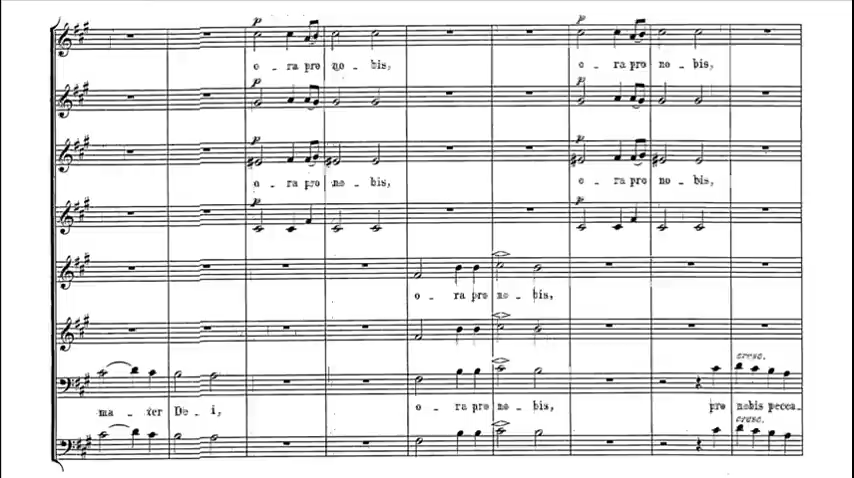 p p
o - ra pro no - bis, o - ra pro no - bis,
p p
p p
o - ra pro no - bis, o - ra pro no - bis,
p p
o - ra pro no - bis,
cresc.
ma - ter De - i, o - ra pro no - bis, pro nobis pecca-
cresc.